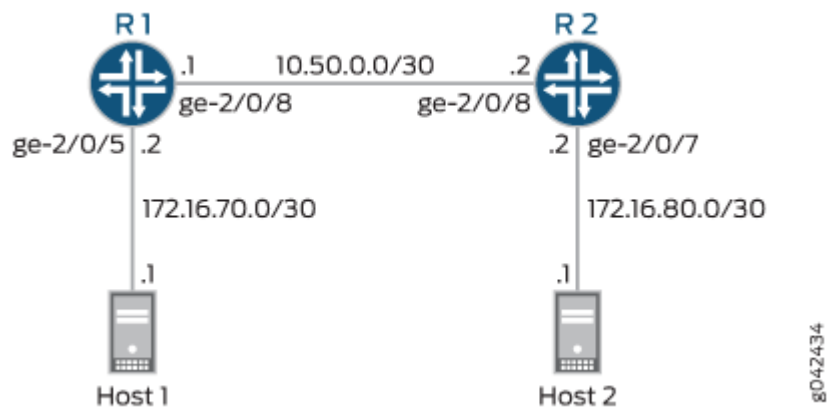 R 1
R 2
.1
10.50.0.0/30
.2
ge-2/0/8
ge-2/0/8
ge-2/0/5
.2
.2
ge-2/0/7
172.16.70.0/30
172.16.80.0/30
.1
.1
Host 1
Host 2
g042434